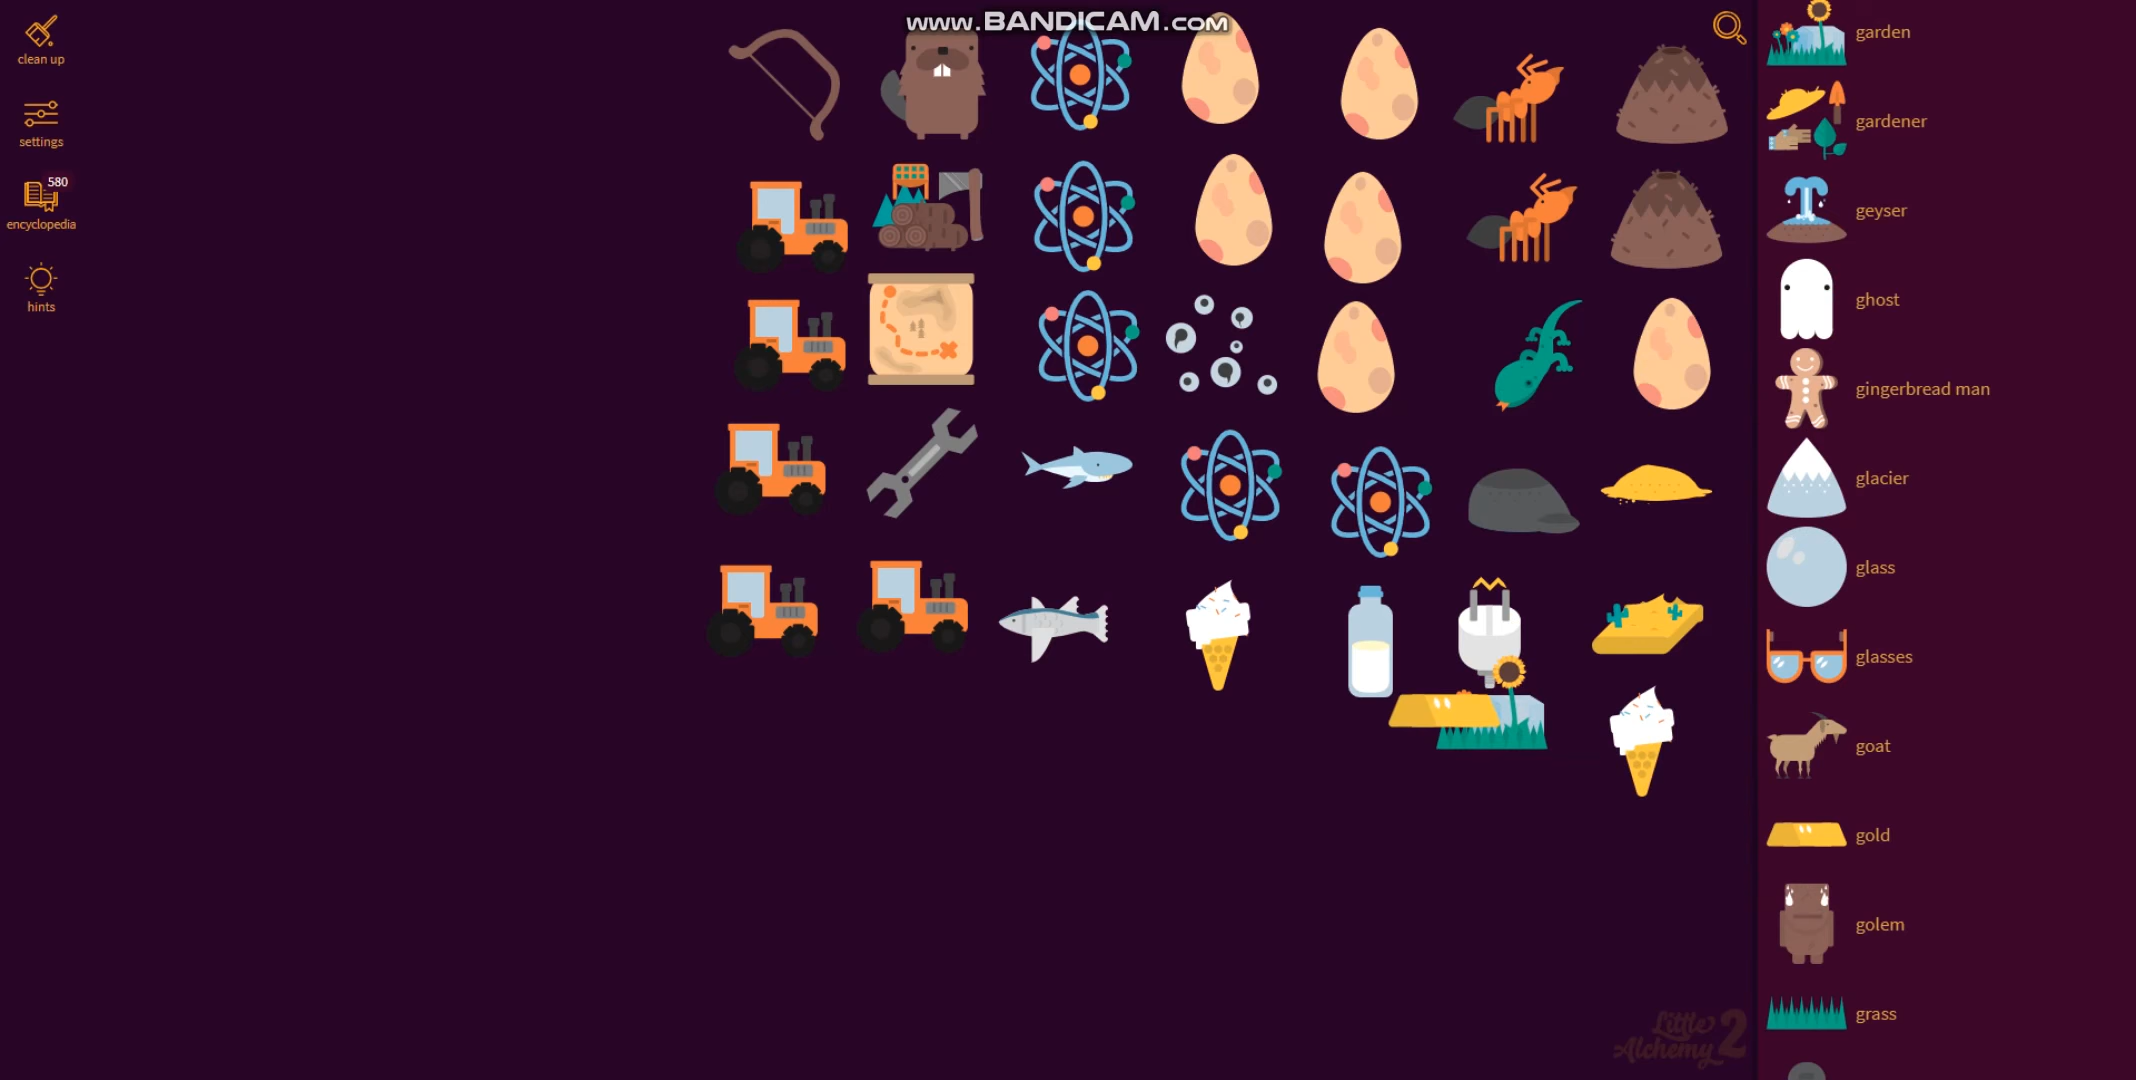 www.BANDICAM.com
clean up
settings
580
encyclopedia
hints
garden
gardener
geyser
ghost
gingerbread man
glacier
glass
glasses
goat
gold
golem
grass
Little
Alchemy 2